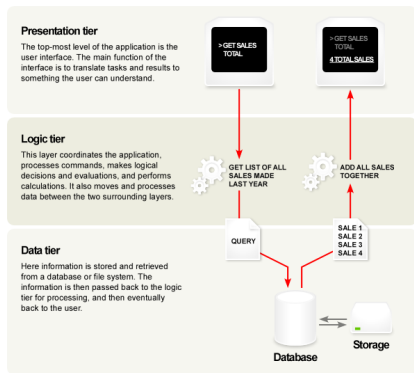 Presentation tier
The top-most level of the application is the
user interface. The main function of the
interface is to translate tasks and results to
something the user can understand.
> GET SALES
TOTAL
> GET SALES
TOTAL
4 TOTAL SALES
Logic tier
This layer coordinates the application,
processes commands, makes logical
decisions and evaluations, and performs
calculations. It also moves and processes
data between the two surrounding layers.
GET LIST OF ALL
SALES MADE
LAST YEAR
ADD ALL SALES
TOGETHER
QUERY
SALE 1
SALE 2
SALE 3
SALE 4
Data tier
Here information is stored and retrieved
from a database or file system. The
information is then passed back to the logic
tier for processing, and then eventually
back to the user.
Database
Storage